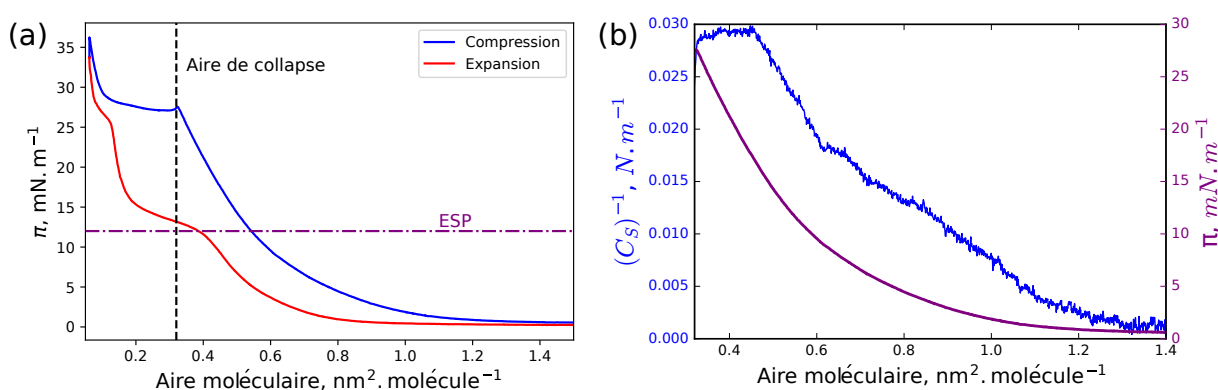 (a)
35
30
25
20
15
10
5
0
π, mN.m⁻¹
Aire de collapse
Compression
Expansion
ESP
0.2 0.4 0.6 0.8 1.0 1.2 1.4
Aire moléculaire, nm².molécule⁻¹
(b)
0.030
0.025
0.020
0.015
0.010
0.005
0.000
(C_S)⁻¹, N.m⁻¹
30
25
20
15
10
5
0
π, mN.m⁻¹
0.4 0.6 0.8 1.0 1.2 1.4
Aire moléculaire, nm².molécule⁻¹